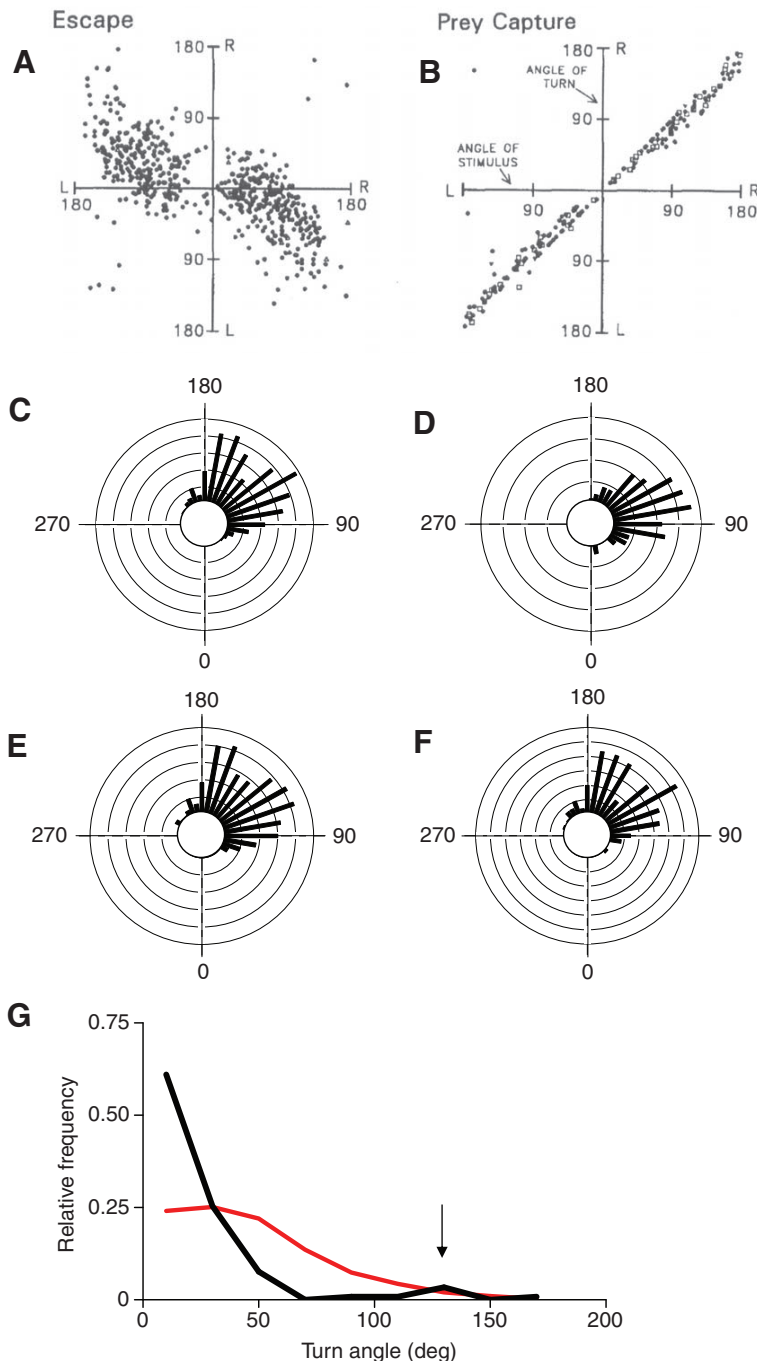 Escape
Prey Capture
A
180 R
90
L R
180 180
90
180 L
B
180 R
ANGLE OF
TURN
90
ANGLE OF
STIMULUS
L R
180 90 90 180
90
180 L
C
180
270 90
0
D
180
270 90
0
E
180
270 90
0
F
180
270 90
0
G
0.75
0.50
0.25
0
Relative frequency
0 50 100 150 200
Turn angle (deg)